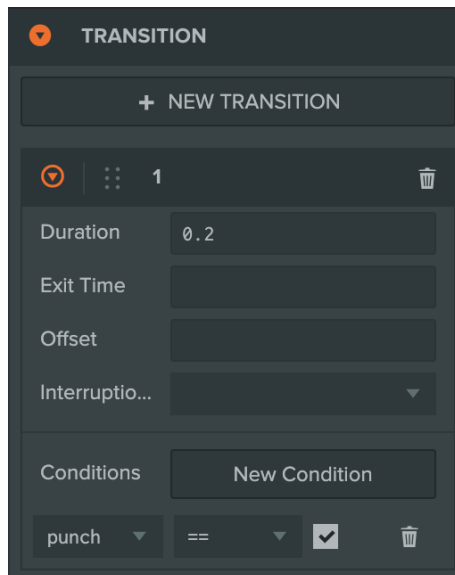 TRANSITION
+ NEW TRANSITION
1
Duration 0.2
Exit Time
Offset
Interruptio...
Conditions New Condition
punch ==